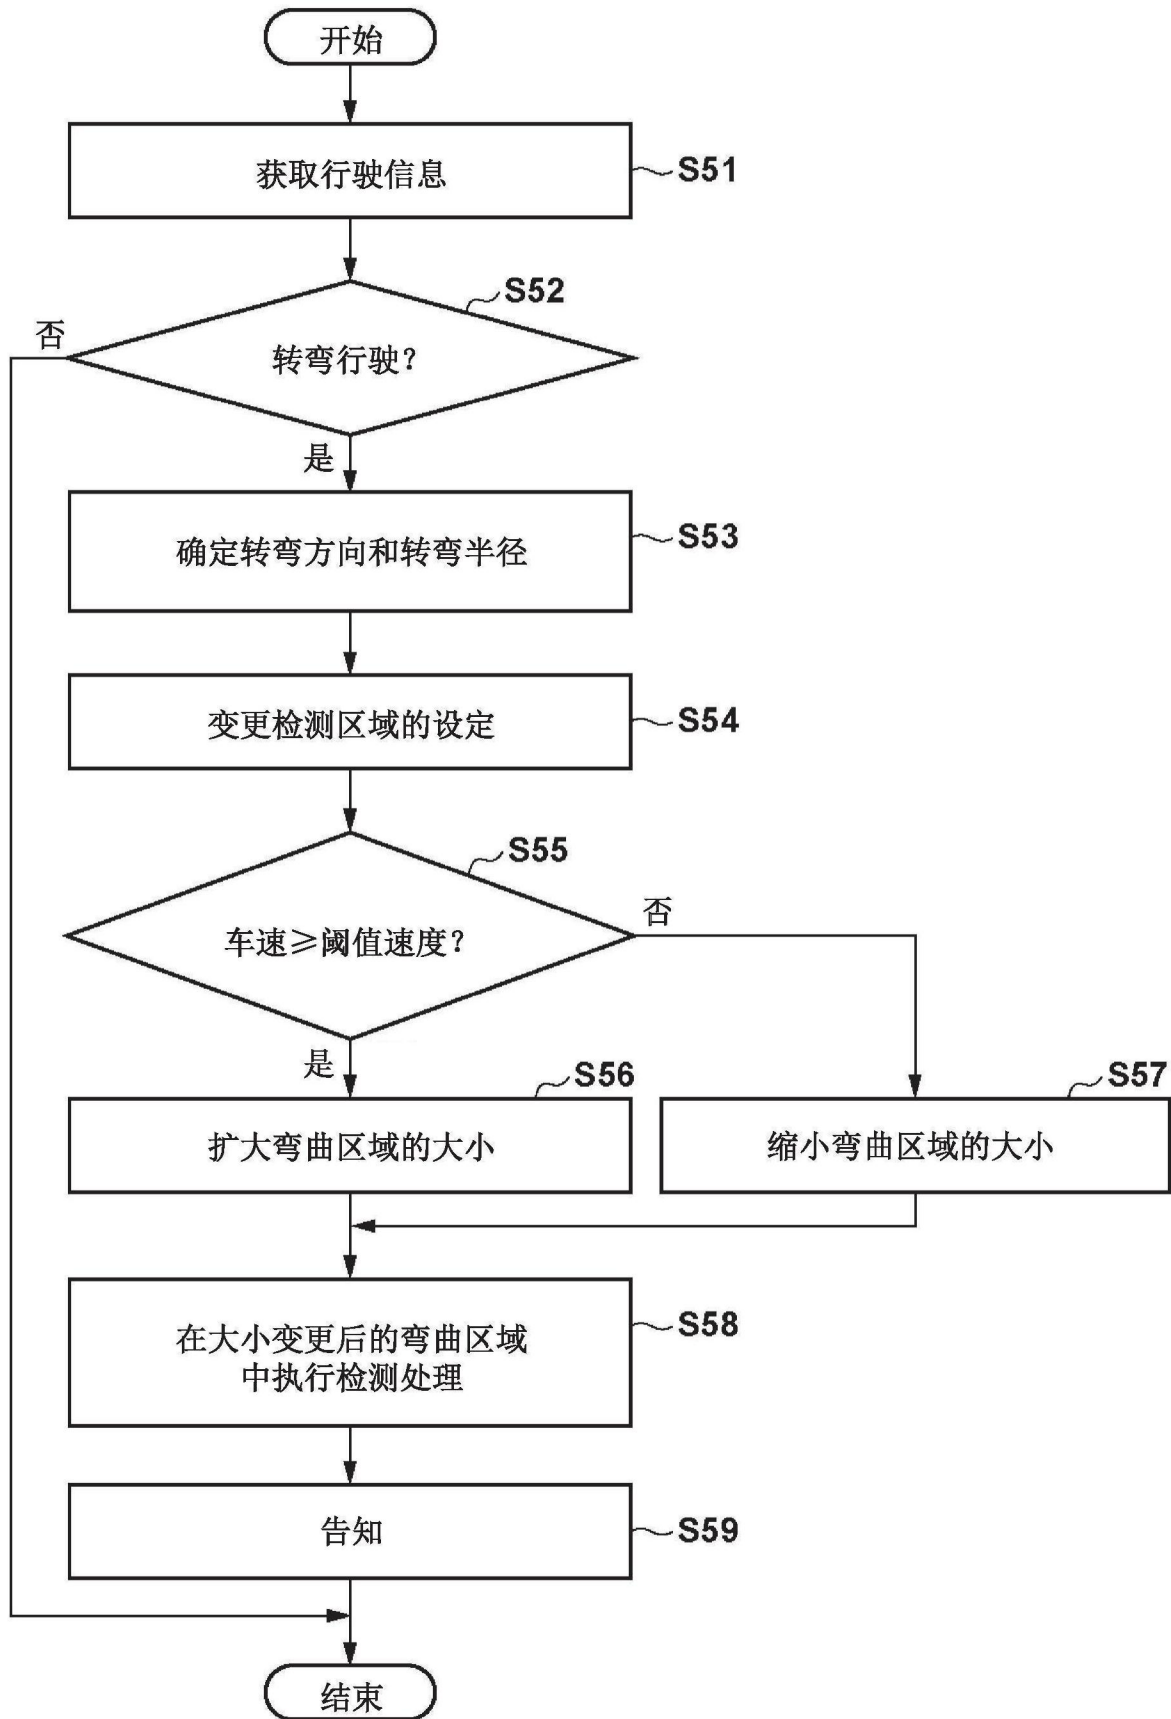 开始
获取行驶信息
S51
S52
否
转弯行驶?
是
确定转弯方向和转弯半径
S53
变更检测区域的设定
S54
S55
否
车速≥阈值速度?
是
S56
S57
扩大弯曲区域的大小
缩小弯曲区域的大小
在大小变更后的弯曲区域
中执行检测处理
S58
告知
S59
结束